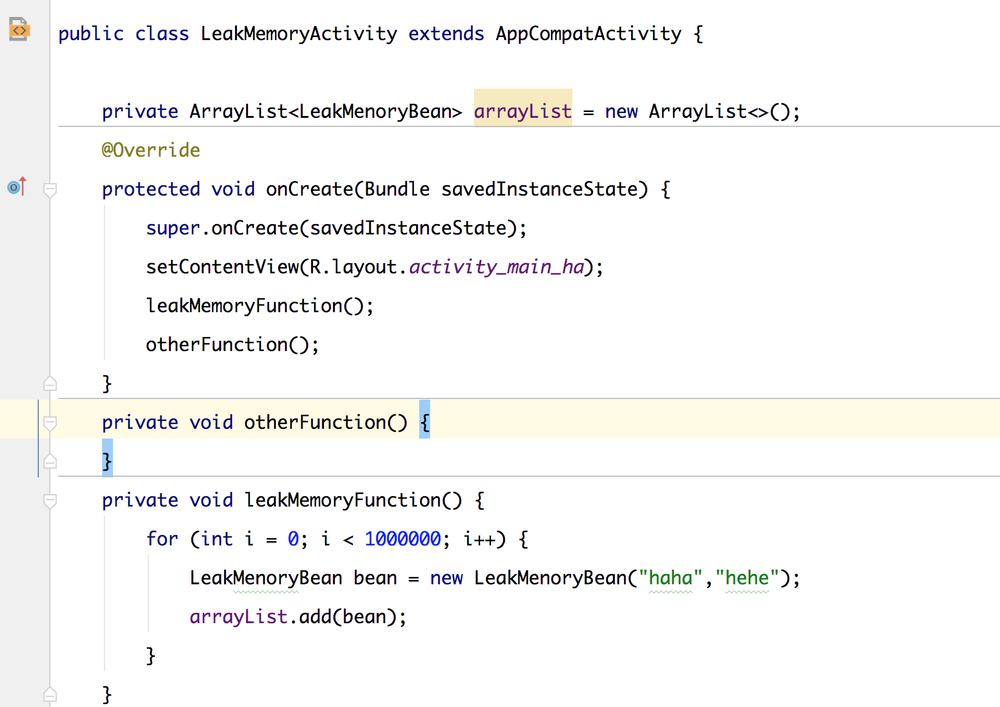 public class LeakMemoryActivity extends AppCompatActivity {
private ArrayList<LeakMenoryBean> arrayList = new ArrayList<>();
@Override
protected void onCreate(Bundle savedInstanceState) {
super.onCreate(savedInstanceState);
setContentView(R.layout.activity_main_ha);
leakMemoryFunction();
otherFunction();
}
private void otherFunction() {
}
private void leakMemoryFunction() {
for (int i = 0; i < 1000000; i++) {
LeakMenoryBean bean = new LeakMenoryBean("haha","hehe");
arrayList.add(bean);
}
}